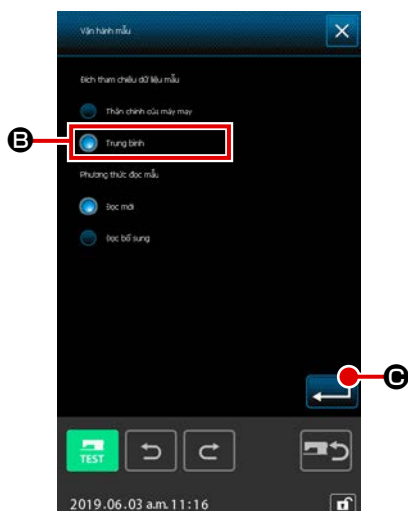 Vận hành mẫu
Đích tham chiếu dữ liệu mẫu
Thân chính của máy may
B
Trung bình
Phương thức đọc mẫu
Đọc mới
Đọc bổ sung
C
TEST
2019.06.03 a.m. 11:16